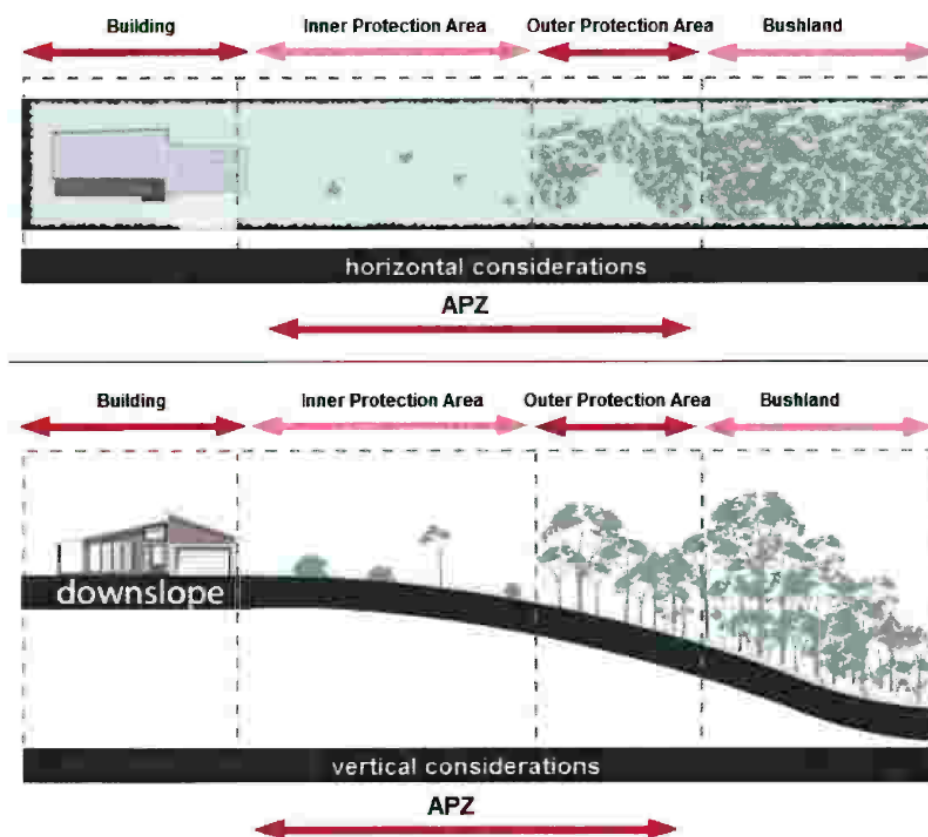 Building Inner Protection Area Outer Protection Area Bushland
horizontal considerations
APZ
Building Inner Protection Area Outer Protection Area Bushland
downslope
vertical considerations
APZ